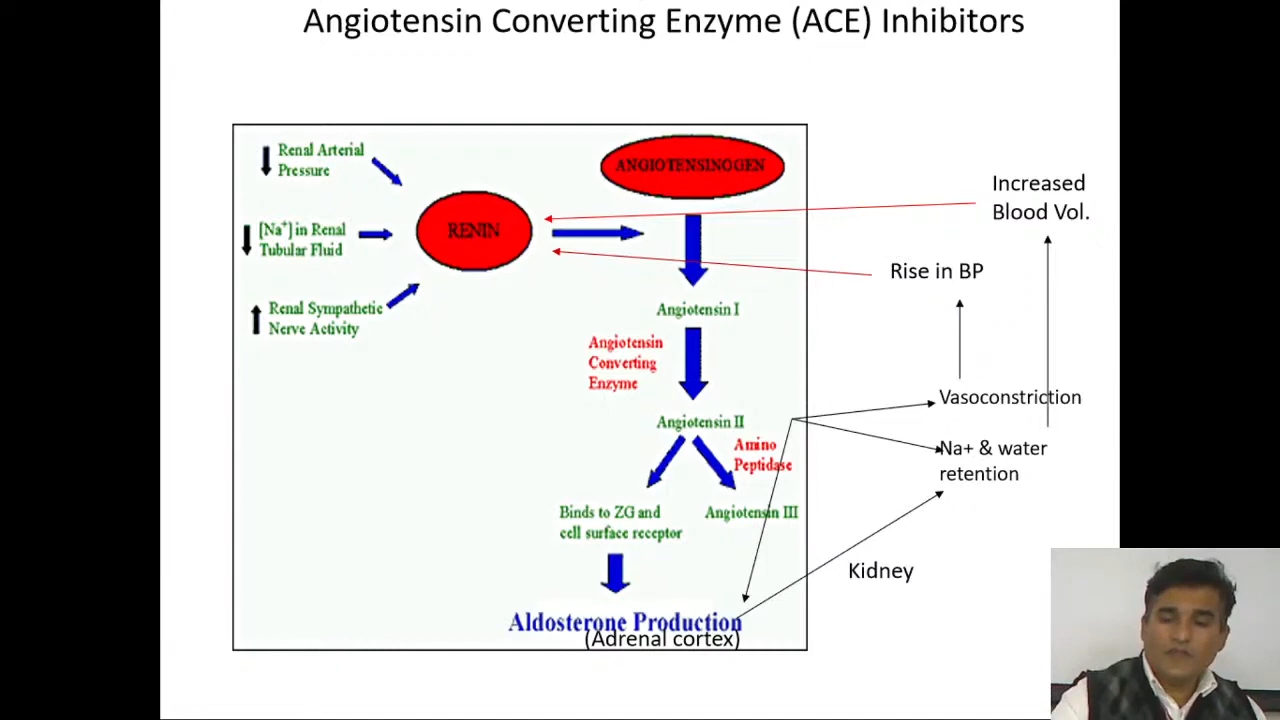 Angiotensin Converting Enzyme (ACE) Inhibitors
Renal Arterial
Pressure
[Na+] in Renal
Tubular Fluid
Renal Sympathetic
Nerve Activity
RENIN
ANGIOTENSINOGEN
Angiotensin I
Angiotensin
Converting
Enzyme
Angiotensin II
Amino
Peptidase
Binds to ZG and
cell surface receptor
Angiotensin III
Aldosterone Production
(Adrenal cortex)
Increased
Blood Vol.
Rise in BP
Vasoconstriction
Na+ & water
retention
Kidney